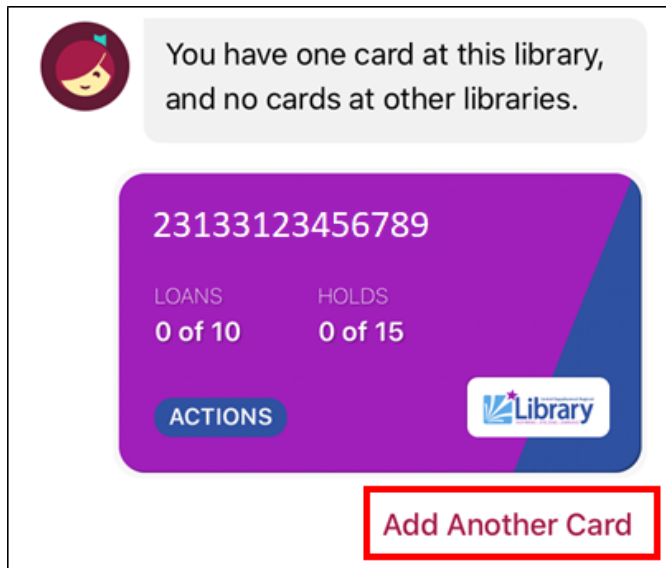 You have one card at this library,
and no cards at other libraries.
23133123456789
LOANS HOLDS
0 of 10 0 of 15
ACTIONS
Library
Add Another Card